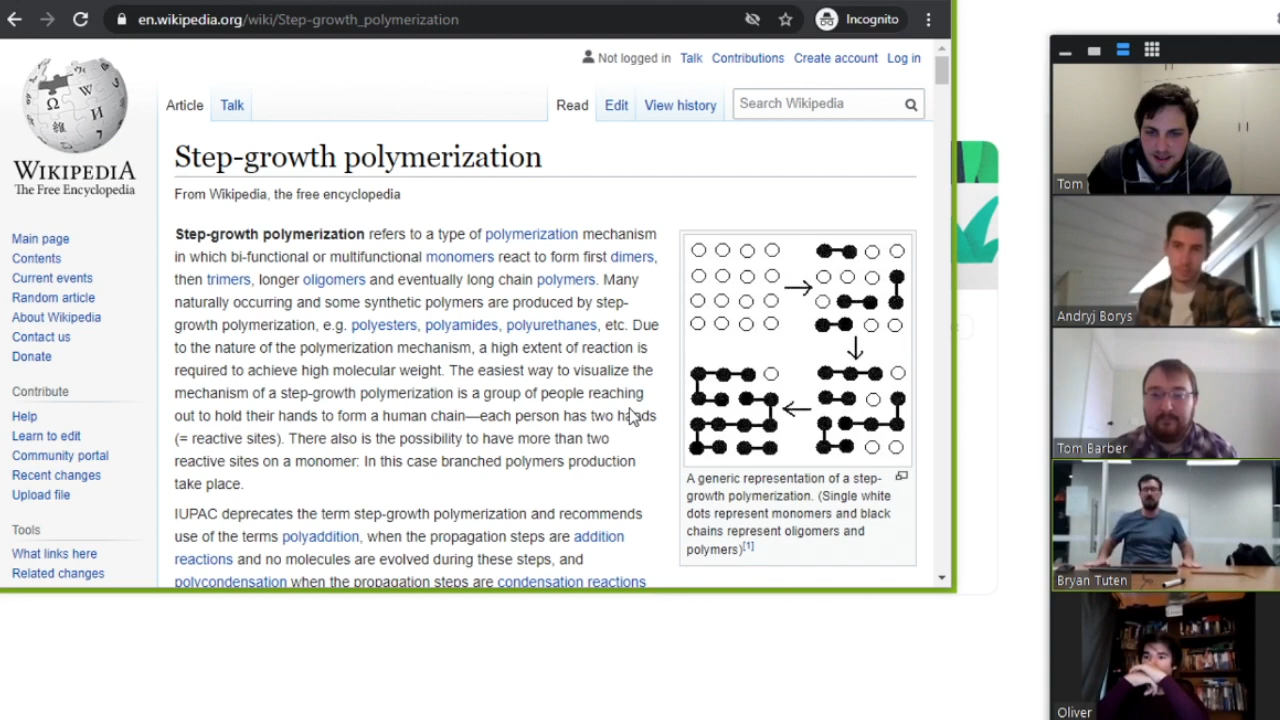 en.wikipedia.org/wiki/Step-growth_polymerization
Incognito
Not logged in Talk Contributions Create account Log in
Article Talk Read Edit View history Search Wikipedia
WIKIPEDIA
The Free Encyclopedia
Main page
Contents
Current events
Random article
About Wikipedia
Contact us
Donate
Contribute
Help
Learn to edit
Community portal
Recent changes
Upload file
Tools
What links here
Related changes
Step-growth polymerization
From Wikipedia, the free encyclopedia
Step-growth polymerization refers to a type of polymerization mechanism
in which bi-functional or multifunctional monomers react to form first dimers,
then trimers, longer oligomers and eventually long chain polymers. Many
naturally occurring and some synthetic polymers are produced by step-
growth polymerization, e.g. polyesters, polyamides, polyurethanes, etc. Due
to the nature of the polymerization mechanism, a high extent of reaction is
required to achieve high molecular weight. The easiest way to visualize the
mechanism of a step-growth polymerization is a group of people reaching
out to hold their hands to form a human chain—each person has two hands
(= reactive sites). There also is the possibility to have more than two
reactive sites on a monomer. In this case branched polymers production
take place.
IUPAC deprecates the term step-growth polymerization and recommends
use of the terms polyaddition, when the propagation steps are addition
reactions and no molecules are evolved during these steps, and
polycondensation when the propagation steps are condensation reactions
A generic representation of a step-
growth polymerization. (Single white
dots represent monomers and black
chains represent oligomers and
polymers)[1]
Tom
Andryj Borys
Tom Barber
Bryan Tuten
Oliver